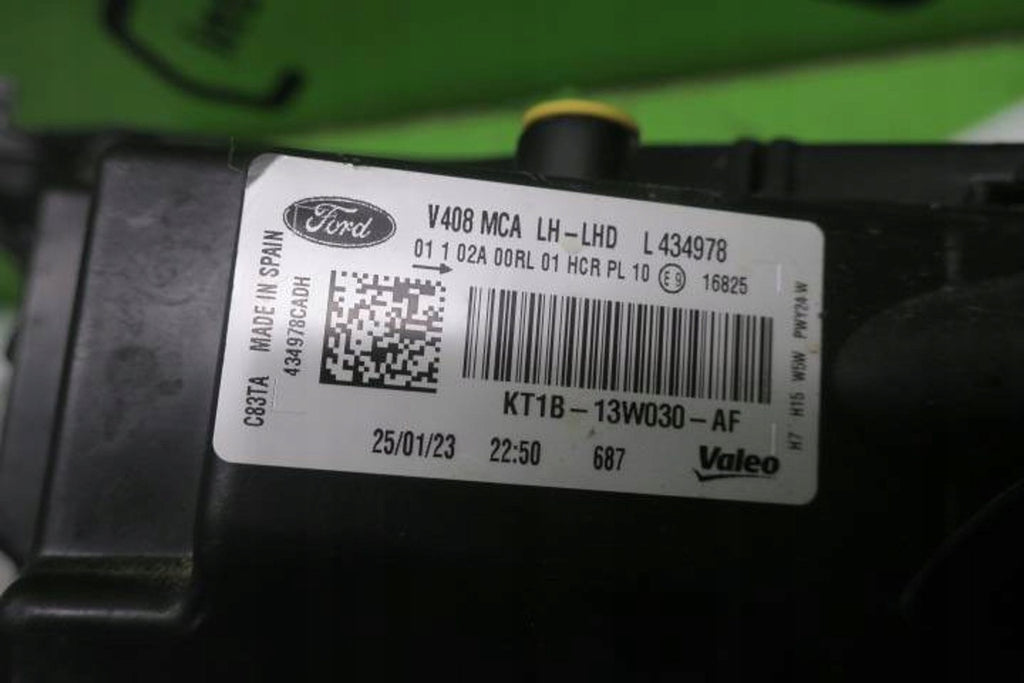 Ford
V408 MCA LH-LHD L 434978
01 1 02A 00RL 01 HCR PL 10 E9 16825
MADE IN SPAIN
C83TA
434978CADH
KT1B-13W030-AF
25/01/23 22:50 687
Valeo
H7 H15 W5W PWY24W